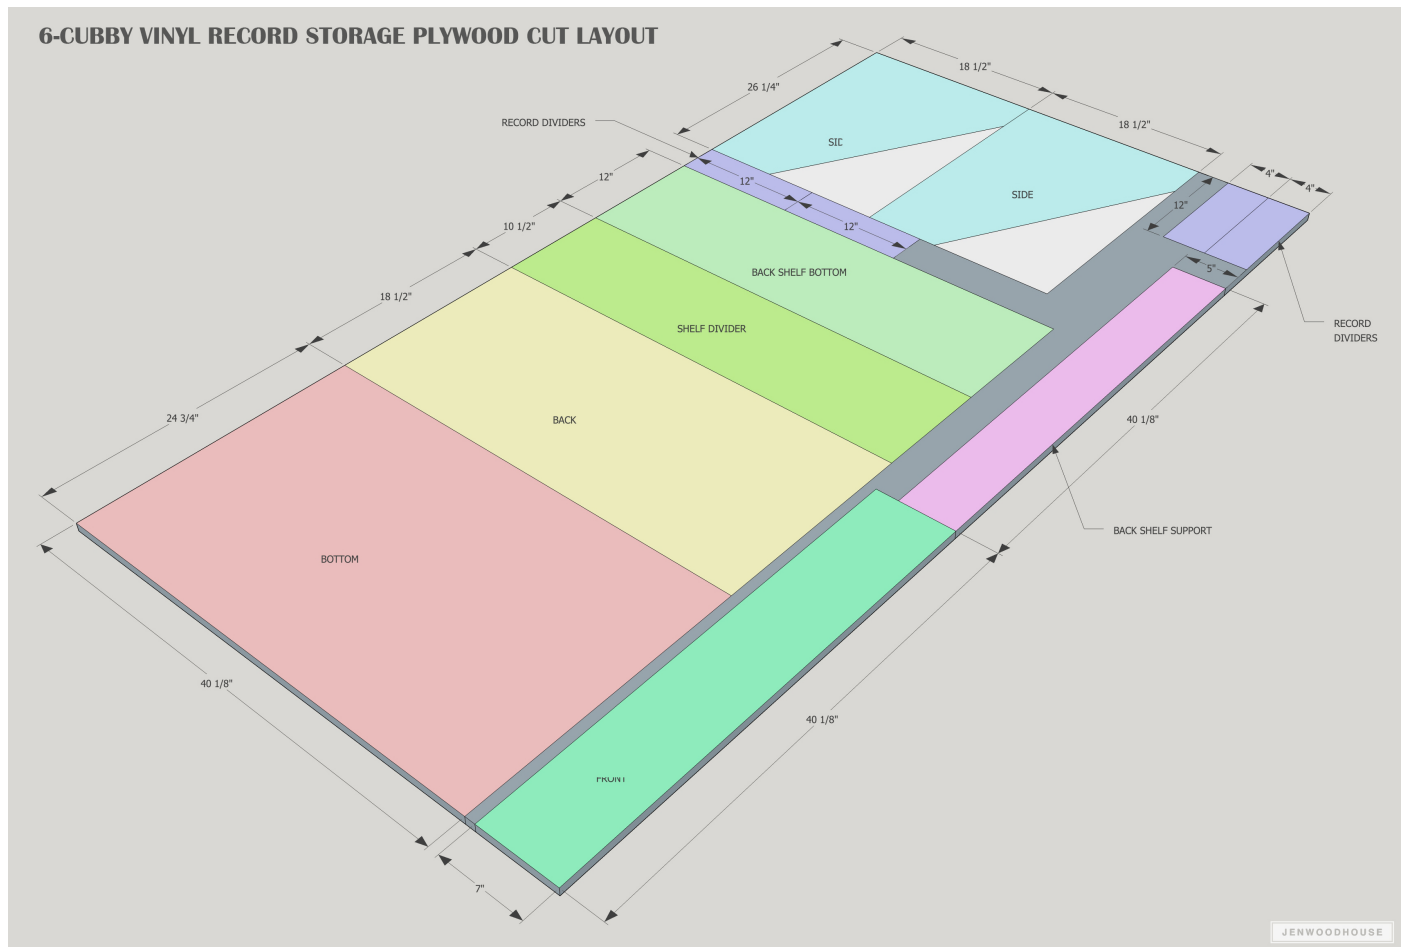 6-CUBBY VINYL RECORD STORAGE PLYWOOD CUT LAYOUT
26 1/4"
18 1/2"
18 1/2"
RECORD DIVIDERS
12"
12"
12"
10 1/2"
18 1/2"
24 3/4"
SIDE
4"
4"
12"
5"
BACK SHELF BOTTOM
SHELF DIVIDER
BACK
BOTTOM
RECORD
DIVIDERS
40 1/8"
BACK SHELF SUPPORT
40 1/8"
40 1/8"
7"
JENWOODHOUSE